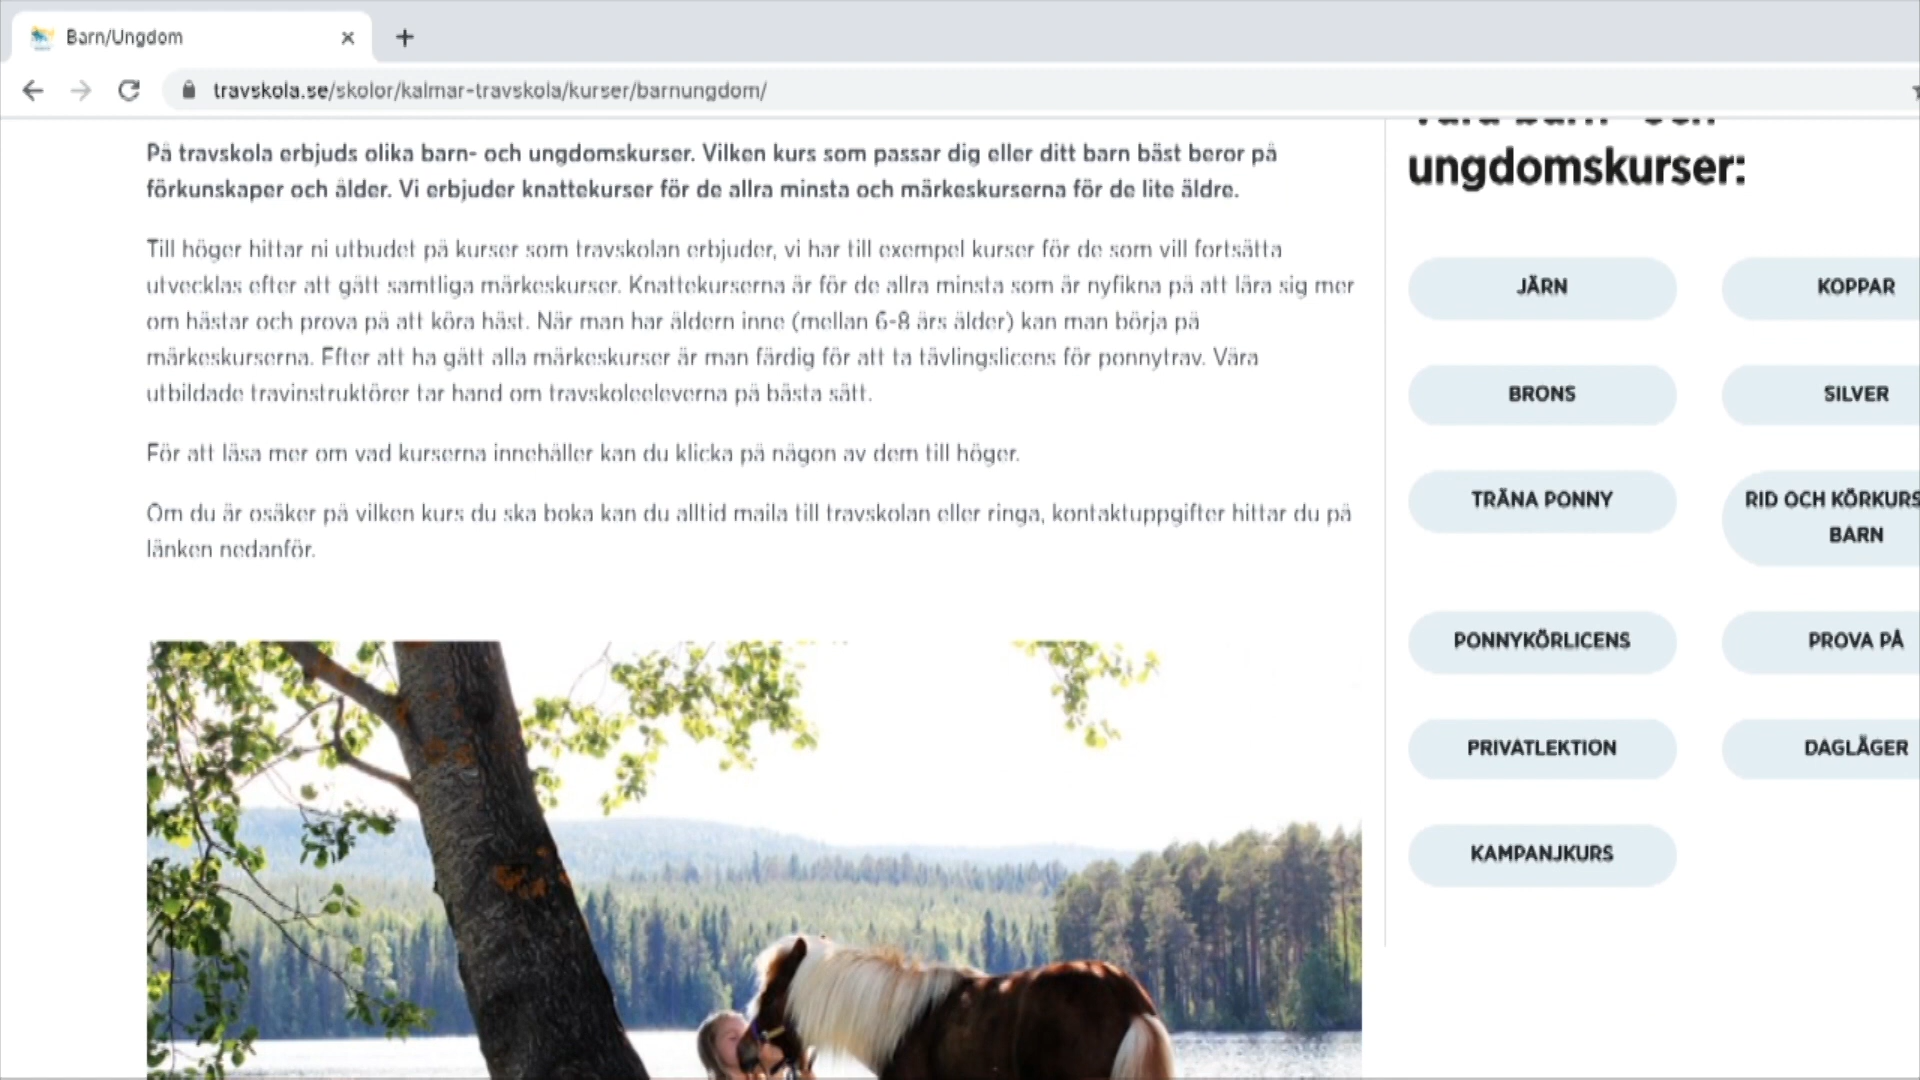 Barn/Ungdom
travskola.se/skolor/kalmar-travskola/kurser/barnungdom/
På travskola erbjuds olika barn- och ungdomskurser. Vilken kurs som passar dig eller ditt barn bäst beror på
förkunskaper och ålder. Vi erbjuder knattekurser för de allra minsta och märkeskurserna för de lite äldre.
Till höger hittar ni utbudet på kurser som travskolan erbjuder, vi har till exempel kurser för de som vill fortsätta
utvecklas efter att gått samtliga märkeskurser. Knattekurserna är för de allra minsta som är nyfikna på att lära sig mer
om hästar och prova på att köra häst. När man har åldern inne (mellan 6-8 års ålder) kan man börja på
märkeskurserna. Efter att ha gått alla märkeskurser är man färdig för att ta tävlingslicens för ponnytrav. Våra
utbildade travinstruktörer tar hand om travskoleeleverna på bästa sätt.
För att läsa mer om vad kurserna innehåller kan du klicka på någon av dem till höger.
Om du är osäker på vilken kurs du ska boka kan du alltid maila till travskolan eller ringa, kontaktuppgifter hittar du på
länken nedanför.
Våra barn- och
ungdomskurser:
JÄRN
KOPPAR
BRONS
SILVER
TRÄNA PONNY
RID OCH KÖRKURS
BARN
PONNYKÖRLICENS
PROVA PÅ
PRIVATLEKTION
DAGLÄGER
KAMPANJKURS